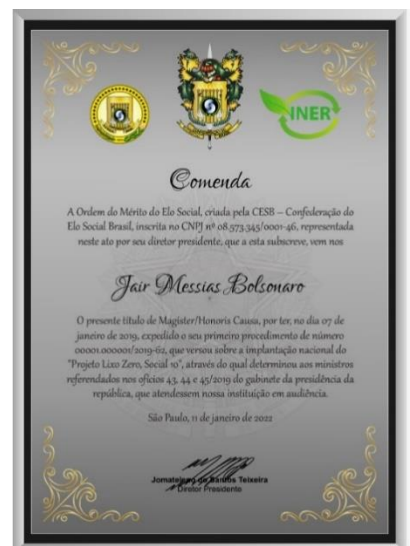 INER
Comenda
A Ordem do Mérito do Elo Social, criada pela CESB – Confederação do
Elo Social Brasil, inscrita no CNPJ nº 08.573.345/0001-46, representada
neste ato por seu diretor presidente, que a esta subscreve, vem nos
Jair Messias Bolsonaro
O presente título de Magister/Honoris Causa, por ter, no dia 07 de
janeiro de 2019, expedido o seu primeiro procedimento de número
00001.000001/2019-62, que versou sobre a implantação nacional do
"Projeto Lixo Zero, Social 10", através do qual determinou aos ministros
referendados nos ofícios 43, 44 e 45/2019 do gabinete da presidência da
república, que atendessem nossa instituição em audiência.
São Paulo, 11 de janeiro de 2022
Jomateleno dos Santos Teixeira
Diretor Presidente